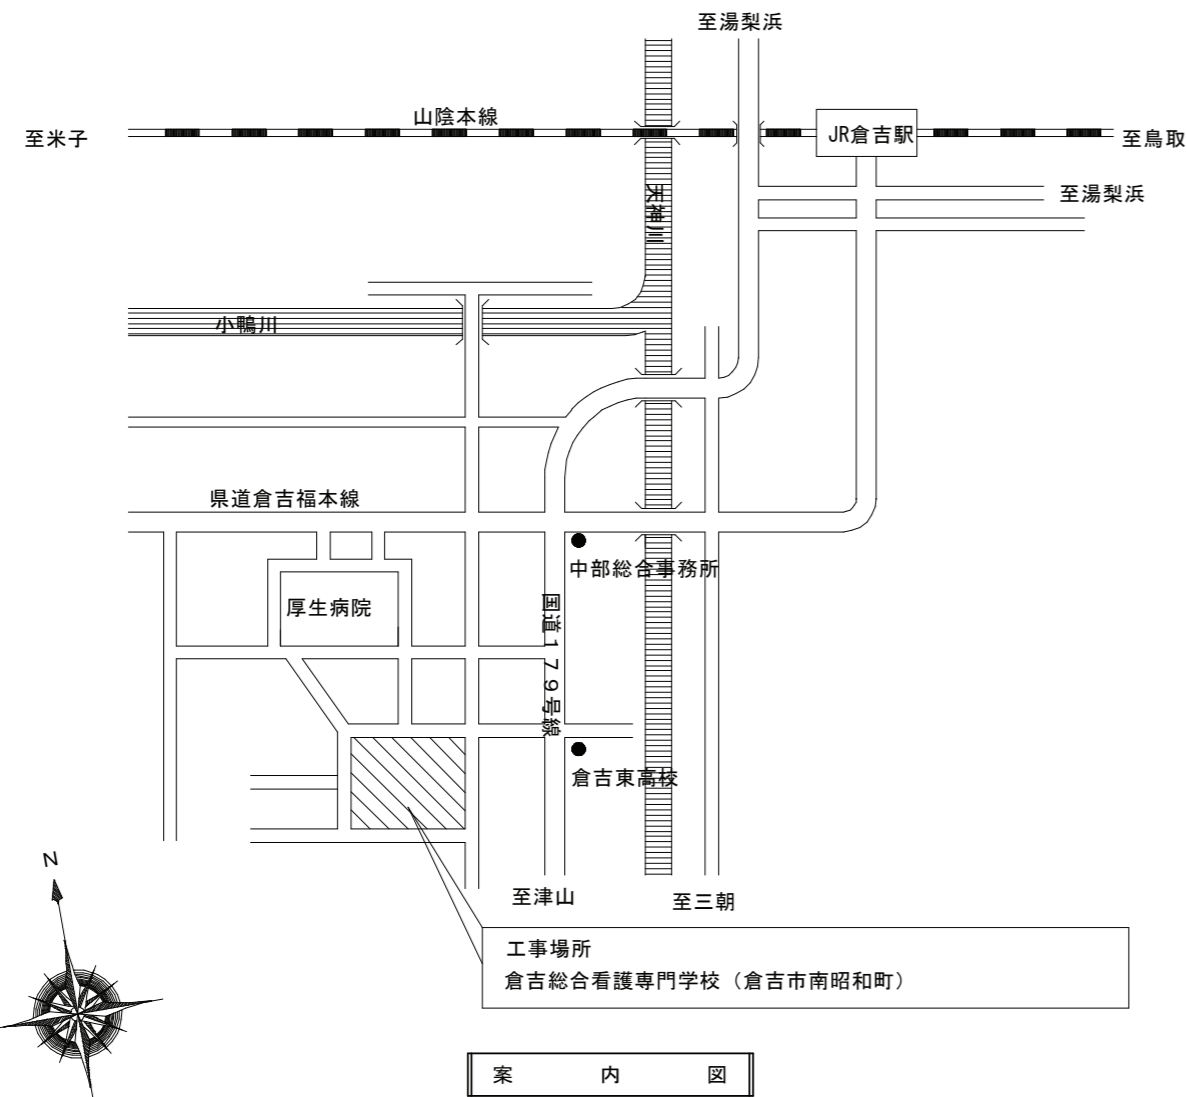 至湯梨浜
山陰本線
至米子
JR倉吉駅
至鳥取
至湯梨浜
天神川
小鴨川
県道倉吉福本線
中部総合事務所
厚生病院
国道179号線
倉吉東高校
N
至津山
至三朝
工事場所
倉吉総合看護専門学校（倉吉市南昭和町）
案内図